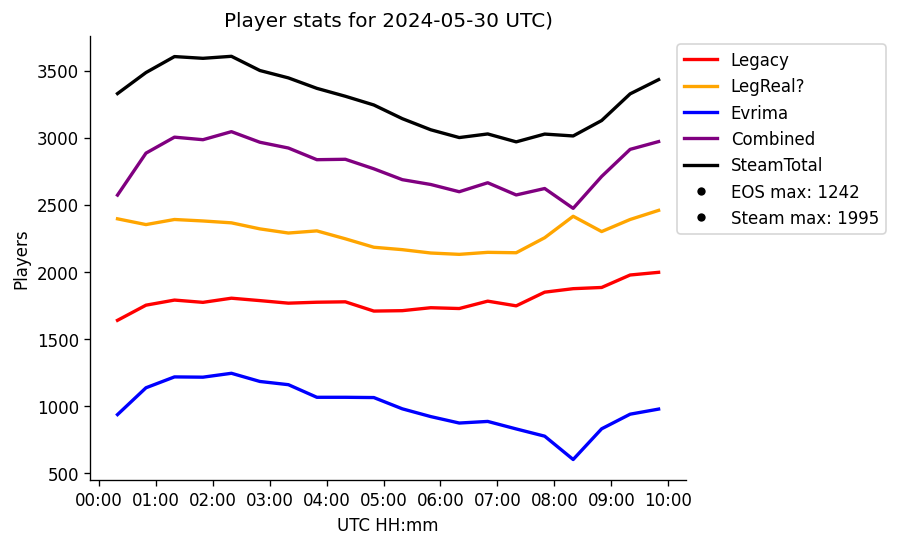 Player stats for 2024-05-30 UTC)
Legacy
LegReal?
Evrima
Combined
SteamTotal
EOS max: 1242
Steam max: 1995
Players
3500
3000
2500
2000
1500
1000
500
00:00 01:00 02:00 03:00 04:00 05:00 06:00 07:00 08:00 09:00 10:00
UTC HH:mm